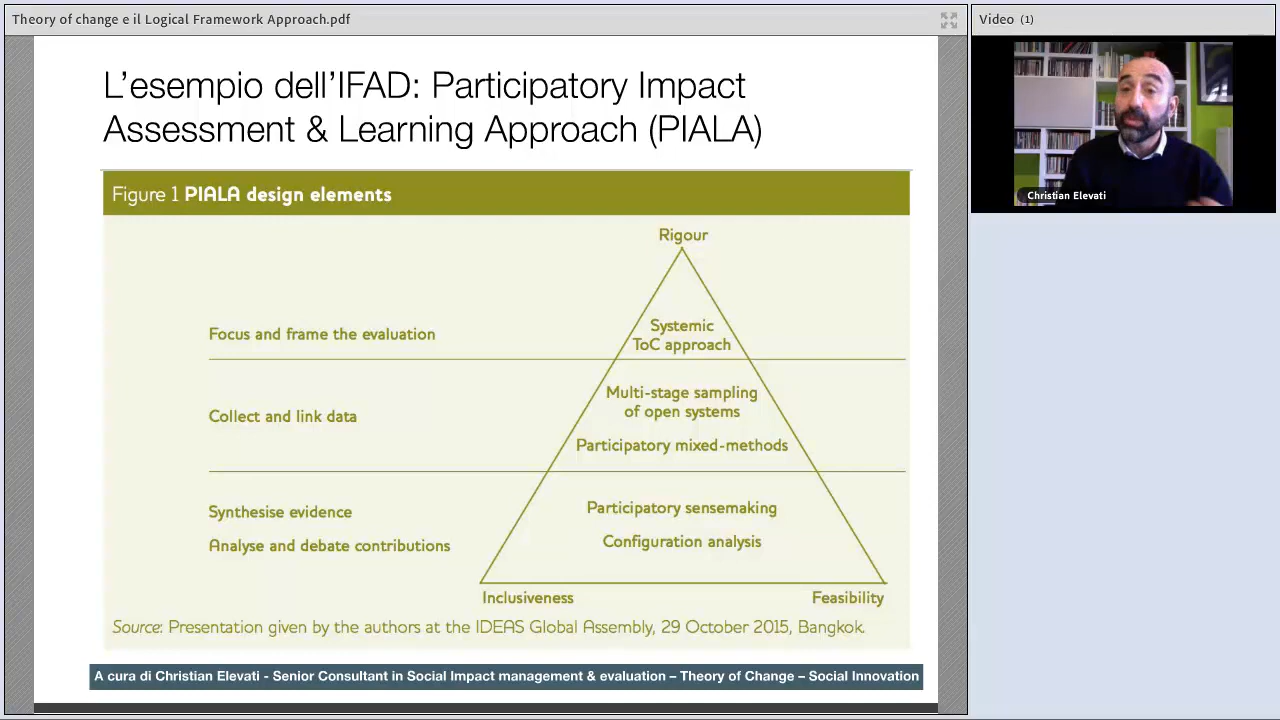 Theory of change e il Logical Framework Approach.pdf
Video (1)
L'esempio dell'IFAD: Participatory Impact
Assessment & Learning Approach (PIALA)
Christian Elevati
Figure 1 PIALA design elements
Rigour
Focus and frame the evaluation
Systemic
ToC approach
Collect and link data
Multi-stage sampling
of open systems
Participatory mixed-methods
Synthesise evidence
Analyse and debate contributions
Participatory sensemaking
Configuration analysis
Inclusiveness
Feasibility
Source: Presentation given by the authors at the IDEAS Global Assembly, 29 October 2015, Bangkok.
A cura di Christian Elevati - Senior Consultant in Social Impact management & evaluation – Theory of Change – Social Innovation